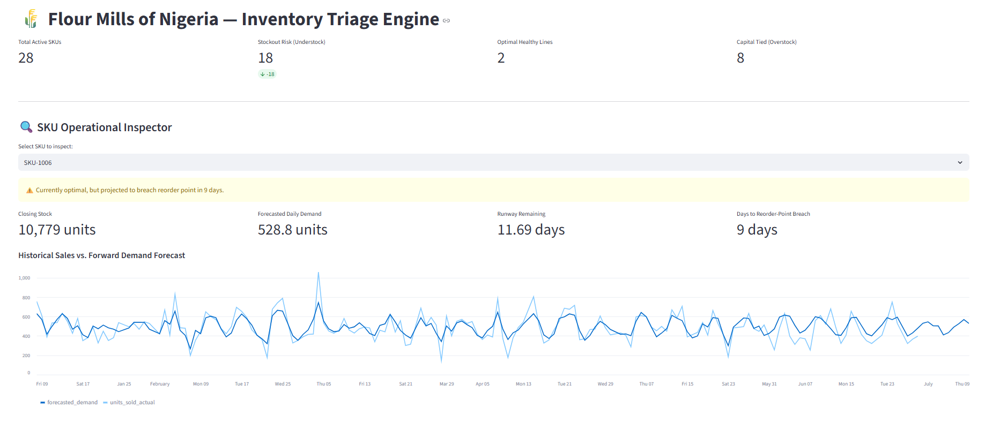 Flour Mills of Nigeria — Inventory Triage Engine
Total Active SKUs
28
Stockout Risk (Understock)
18
↓ -18
Optimal Healthy Lines
2
Capital Tied (Overstock)
8
SKU Operational Inspector
Select SKU to inspect:
SKU-1006
Currently optimal, but projected to breach reorder point in 9 days.
Closing Stock
10,779 units
Forecasted Daily Demand
528.8 units
Runway Remaining
11.69 days
Days to Reorder-Point Breach
9 days
Historical Sales vs. Forward Demand Forecast
1,000
800
600
400
200
0
Fri 09 Sat 17 Jan 25 February Mon 09 Tue 17 Wed 25 Thu 05 Fri 13 Sat 21 Mar 29 Apr 05 Mon 13 Tue 21 Wed 29 Thu 07 Fri 15 Sat 23 May 31 Jun 07 Mon 15 Tue 23 July Thu 09
forecasted_demand units_sold_actual